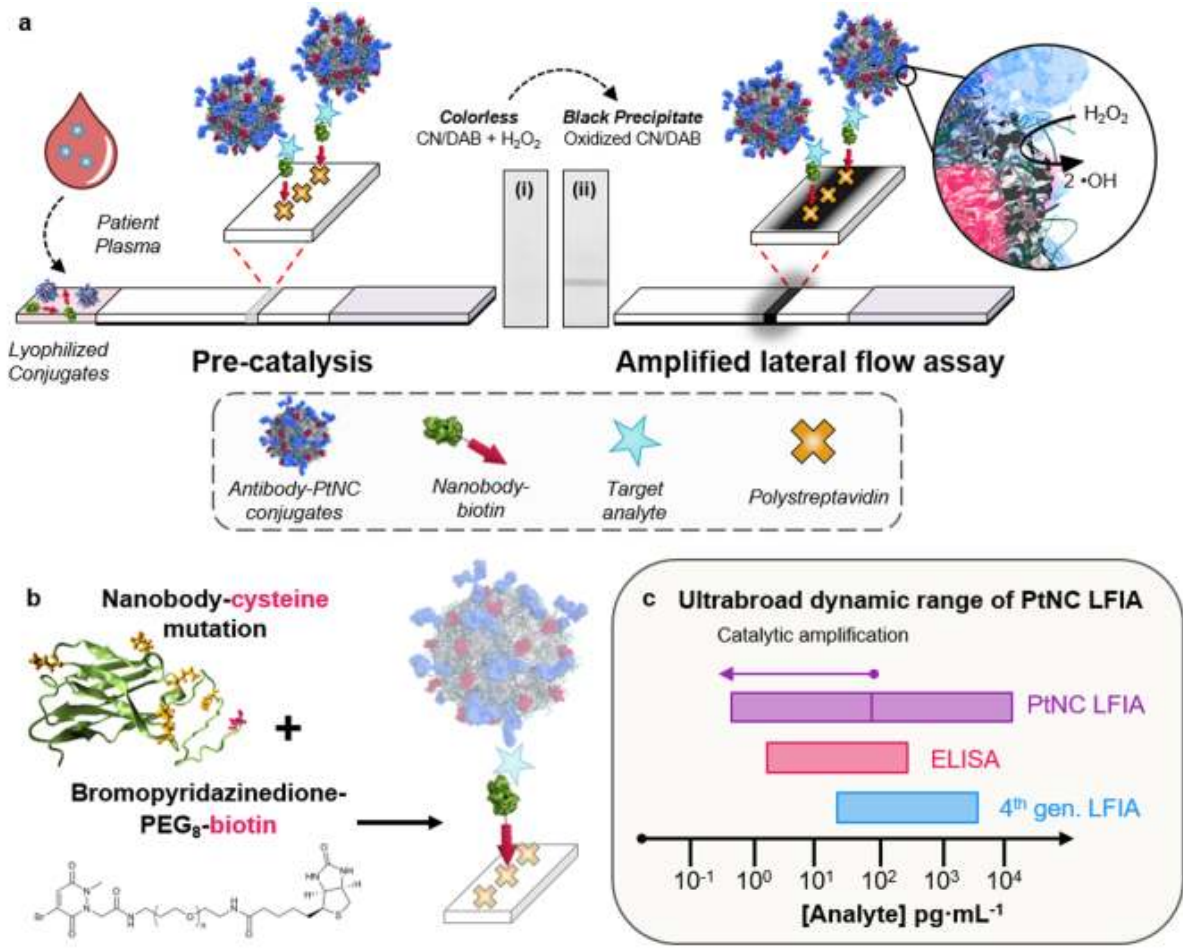 a
Patient
Plasma
Lyophilized
Conjugates
Colorless
CN/DAB + H₂O₂
Black Precipitate
Oxidized CN/DAB
(i)
(ii)
H₂O₂
2 •OH
Pre-catalysis
Amplified lateral flow assay
Antibody-PtNC
conjugates
Nanobody-
biotin
Target
analyte
Polystreptavidin
b
Nanobody-cysteine
mutation
+
Bromopyridazinedione-
PEG₈-biotin
O
N
N
Br
O
O
N
H
O
n
H
N
O
O
HN
NH
H
H
S
c
Ultrabroad dynamic range of PtNC LFIA
Catalytic amplification
PtNC LFIA
ELISA
4ᵗʰ gen. LFIA
10⁻¹ 10⁰ 10¹ 10² 10³ 10⁴
[Analyte] pg·mL⁻¹